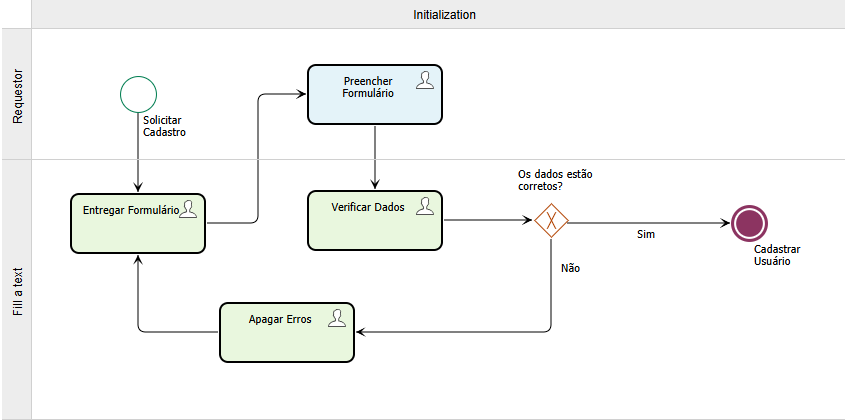 Initialization
Requestor
Solicitar
Cadastro
Preencher
Formulário
Fill a text
Entregar Formulário
Verificar Dados
Os dados estão
corretos?
X
Sim
Cadastrar
Usuário
Não
Apagar Erros